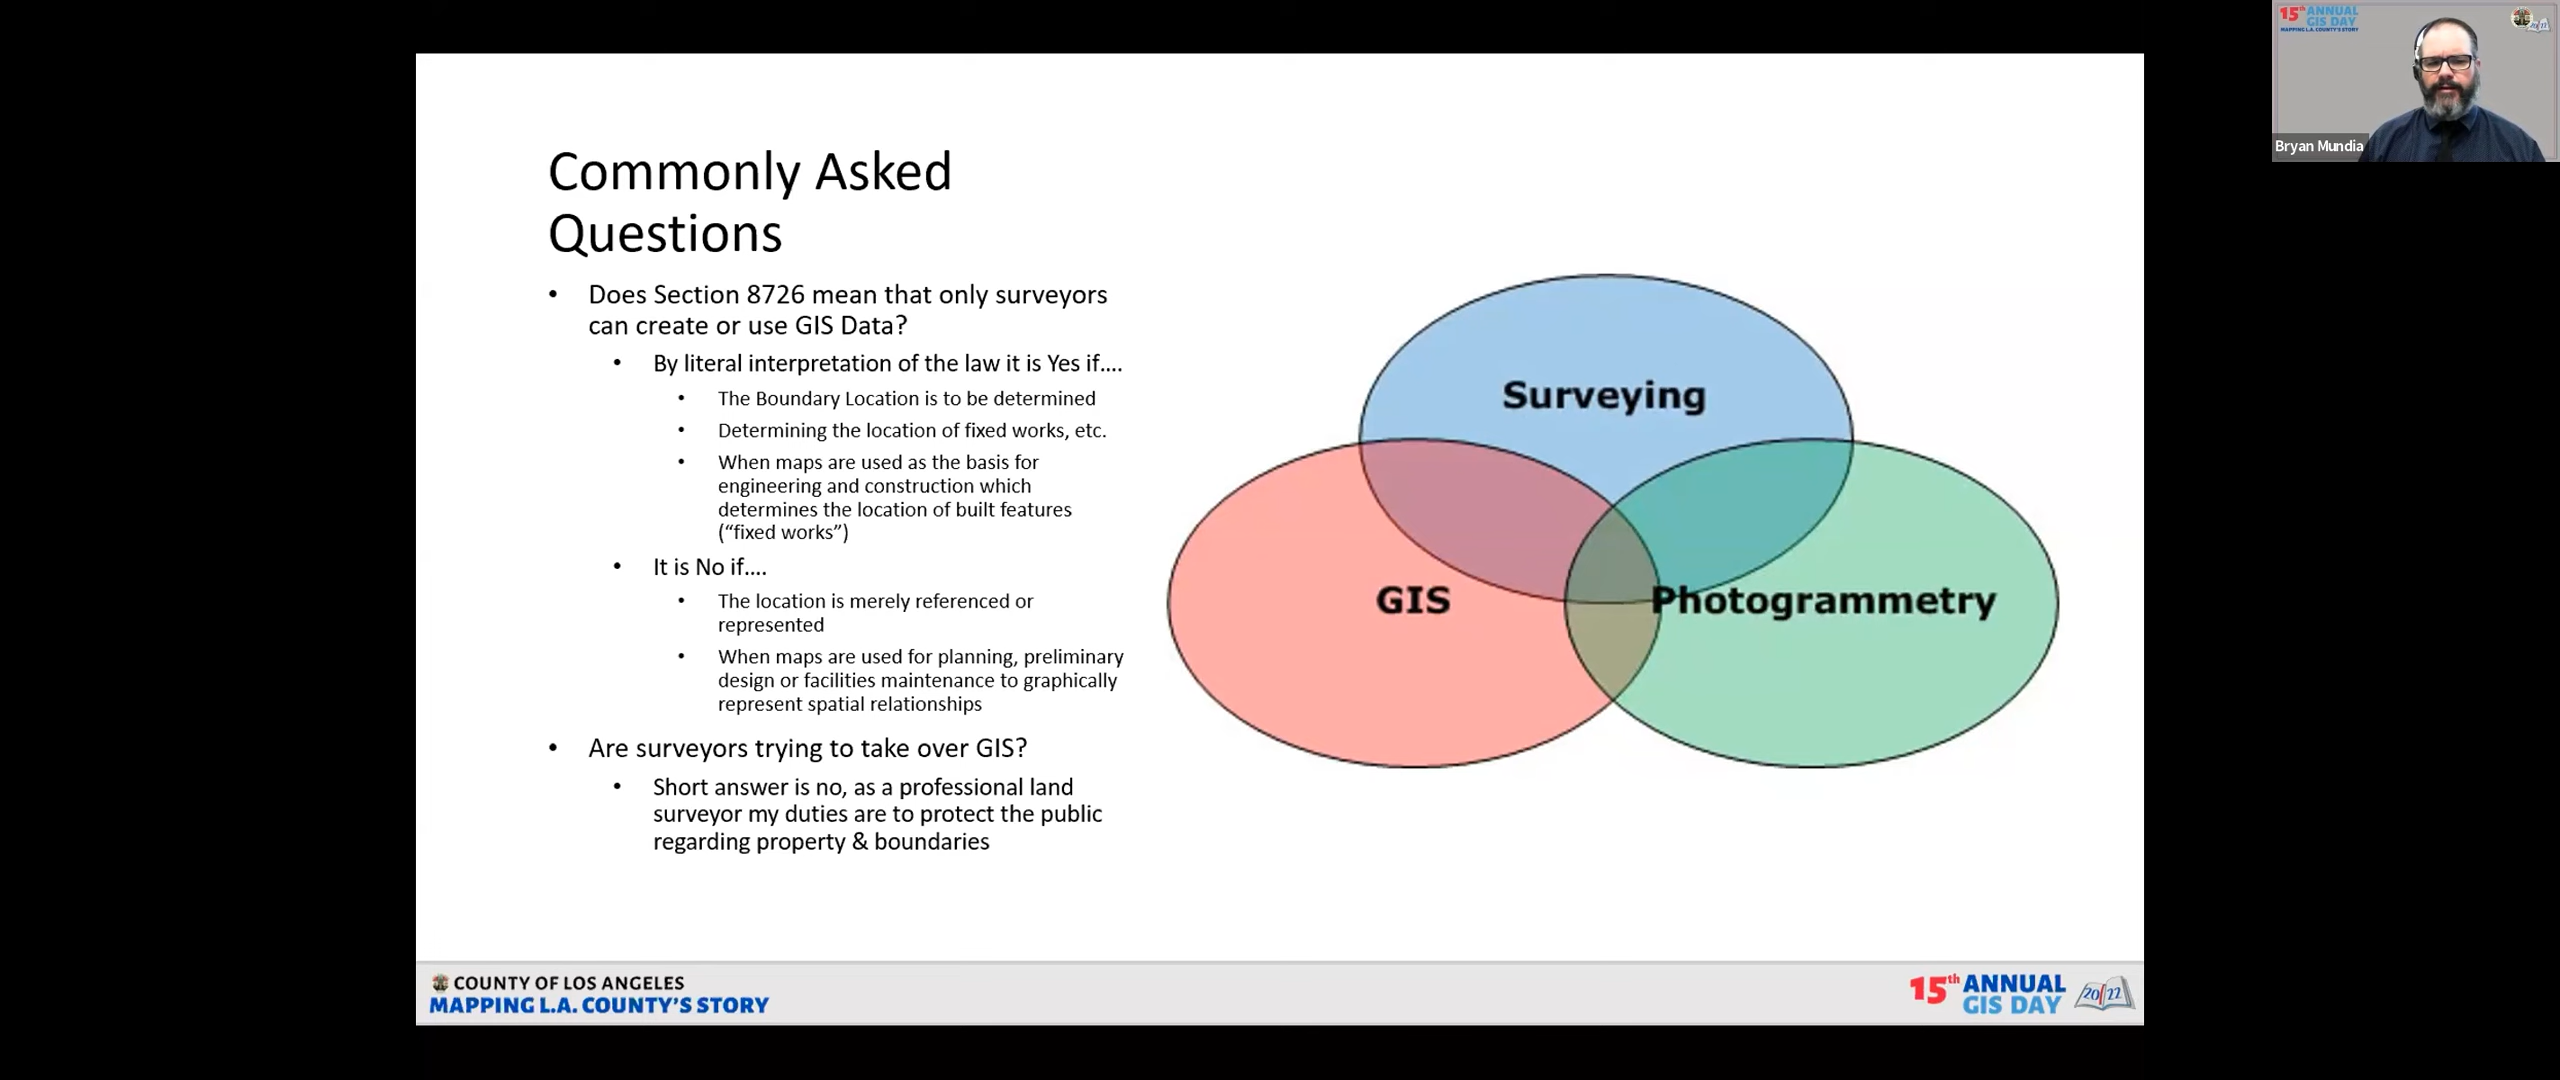 Commonly Asked
Questions
• Does Section 8726 mean that only surveyors
can create or use GIS Data?
• By literal interpretation of the law it is Yes if....
• The Boundary Location is to be determined
• Determining the location of fixed works, etc.
• When maps are used as the basis for
engineering and construction which
determines the location of built features
(“fixed works”)
• It is No if....
• The location is merely referenced or
represented
• When maps are used for planning, preliminary
design or facilities maintenance to graphically
represent spatial relationships
• Are surveyors trying to take over GIS?
• Short answer is no, as a professional land
surveyor my duties are to protect the public
regarding property & boundaries
Surveying
GIS
Photogrammetry
COUNTY OF LOS ANGELES
MAPPING L.A. COUNTY’S STORY
15th ANNUAL
GIS DAY
20/22
15th ANNUAL
GIS DAY
MAPPING L.A. COUNTY'S STORY
Bryan Mundia